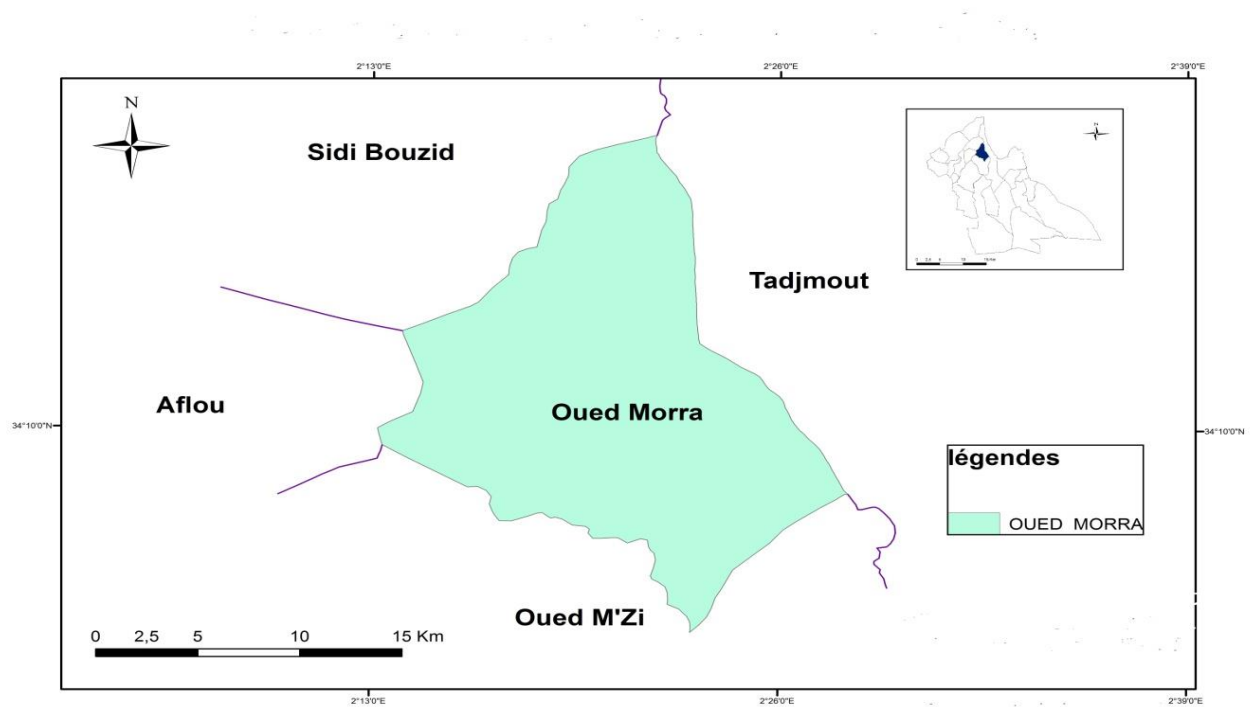 2°13'0"E
2°26'0"E
2°39'0"E
N
Sidi Bouzid
Tadjmout
Aflou
Oued Morra
34°10'0"N
34°10'0"N
légendes
OUED MORRA
Oued M'Zi
0 2,5 5 10 15 Km
2°13'0"E
2°26'0"E
2°39'0"E